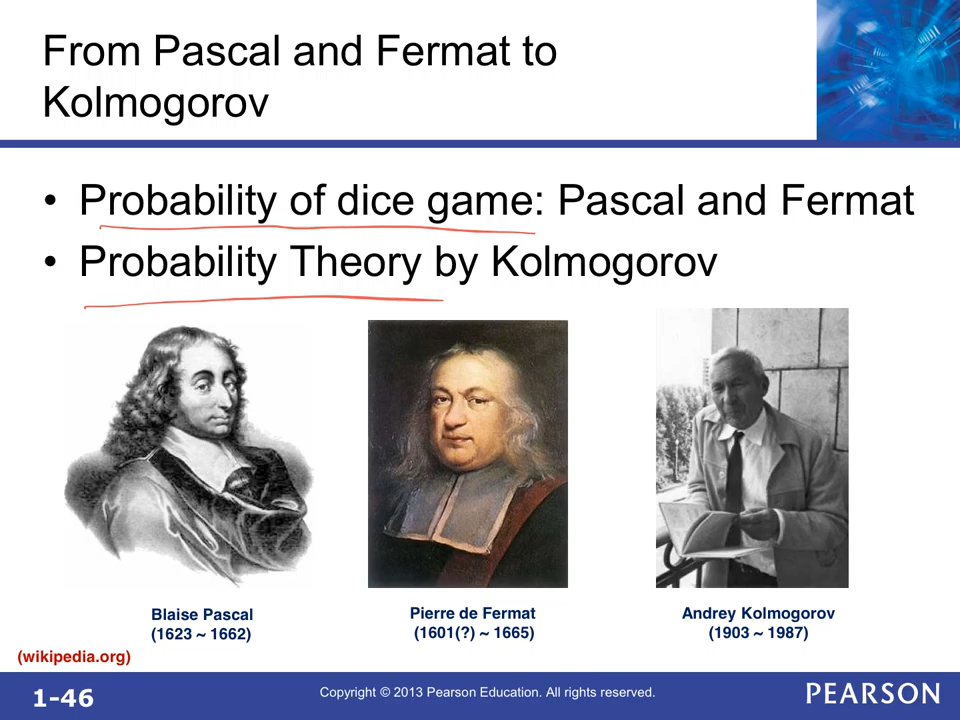 From Pascal and Fermat to
Kolmogorov
• Probability of dice game: Pascal and Fermat
• Probability Theory by Kolmogorov
Blaise Pascal
(1623 ~ 1662)
Pierre de Fermat
(1601(?) ~ 1665)
Andrey Kolmogorov
(1903 ~ 1987)
(wikipedia.org)
1-46
Copyright © 2013 Pearson Education. All rights reserved.
PEARSON